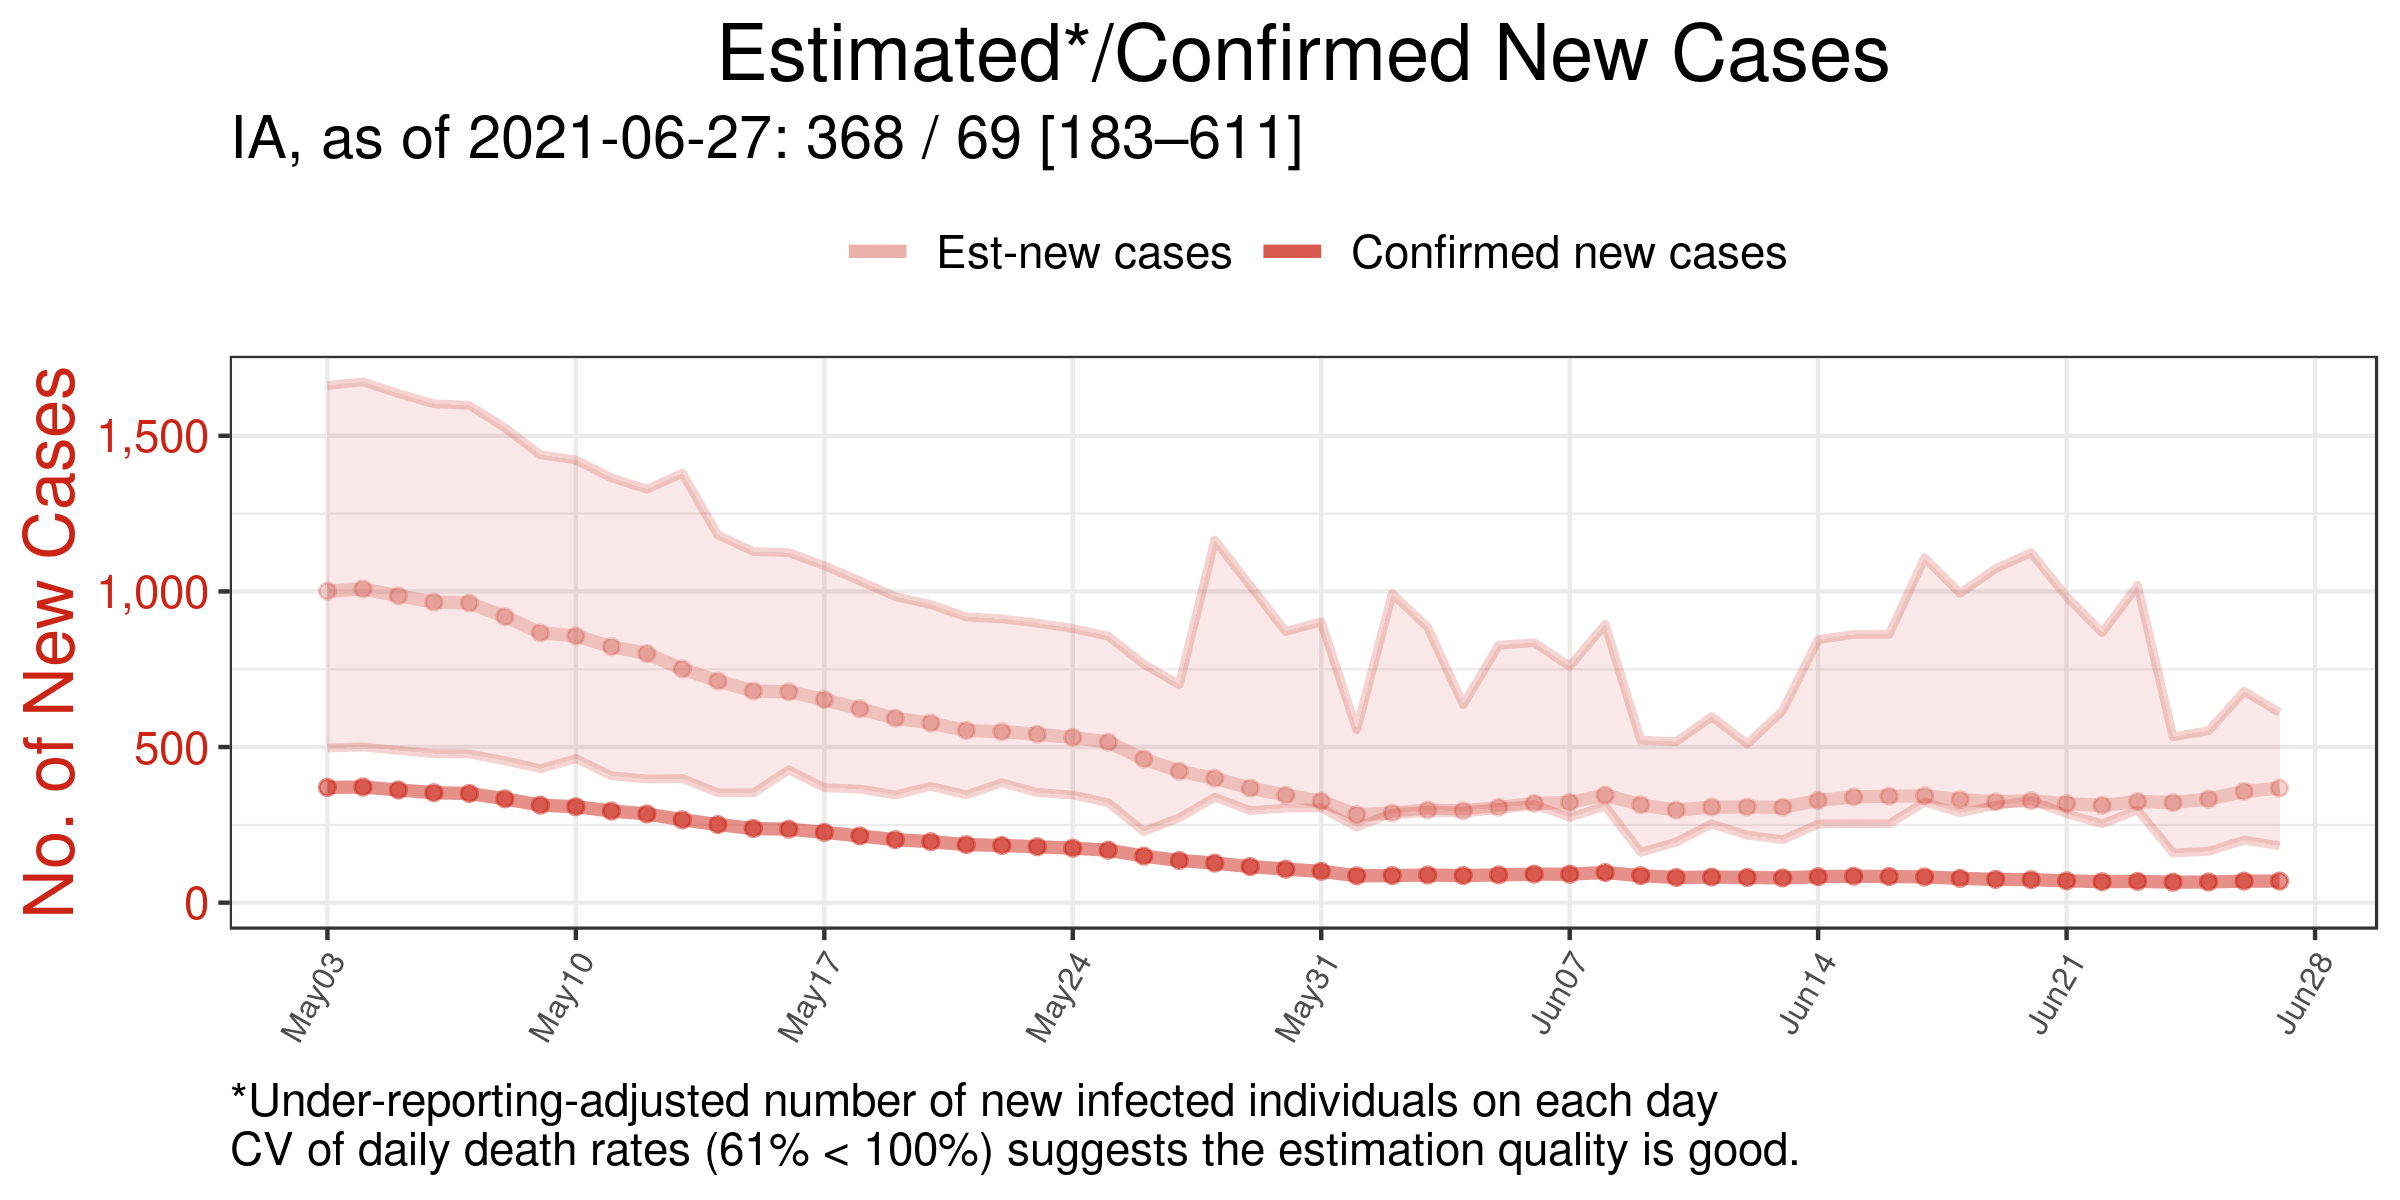 Estimated*/Confirmed New Cases
IA, as of 2021-06-27: 368 / 69 [183–611]
Est-new cases
Confirmed new cases
No. of New Cases
1,500
1,000
500
0
May03
May10
May17
May24
May31
Jun07
Jun14
Jun21
Jun28
*Under-reporting-adjusted number of new infected individuals on each day
CV of daily death rates (61% < 100%) suggests the estimation quality is good.